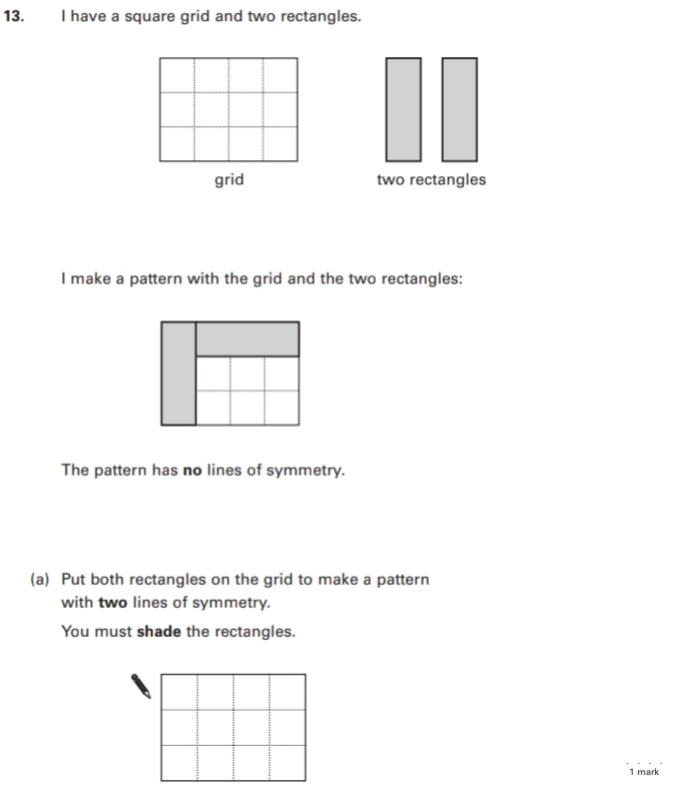 13. I have a square grid and two rectangles.
grid
two rectangles
I make a pattern with the grid and the two rectangles:
The pattern has no lines of symmetry.
(a) Put both rectangles on the grid to make a pattern
with two lines of symmetry.
You must shade the rectangles.
1 mark